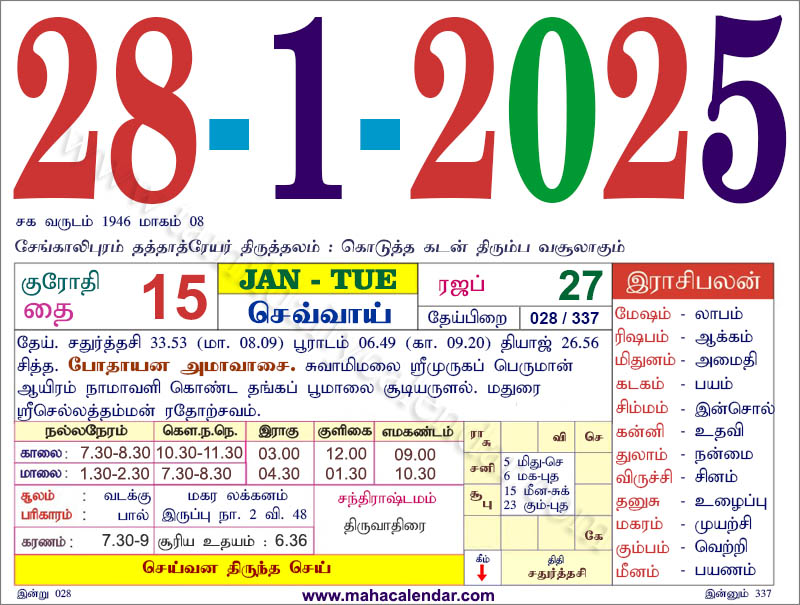 28-1-2025
சக வருடம் 1946 மாகம் 08
சேங்காலிபுரம் தத்தாத்ரேயர் திருத்தலம் : கொடுத்த கடன் திரும்ப வசூலாகும்
குரோதி
தை 15
JAN - TUE
செவ்வாய்
ரஜப் 27
தேய்பிறை 028 / 337
தேய். சதுர்த்தசி 33.53 (மா. 08.09) பூராடம் 06.49 (கா. 09.20) தியாஜ் 26.56
சித்த. போதாயன அமாவாசை. சுவாமிமலை ஸ்ரீமுருகப் பெருமான்
ஆயிரம் நாமாவளி கொண்ட தங்கப் பூமாலை சூடியருளல். மதுரை
ஸ்ரீசெல்லத்தம்மன் ரதோற்சவம்.
நல்லநேரம் கௌ.ந.நெ. இராகு குளிகை எமகண்டம்
காலை: 7.30-8.30 10.30-11.30 03.00 12.00 09.00
மாலை: 1.30-2.30 7.30-8.30 04.30 01.30 10.30
சூலம் : வடக்கு
பரிகாரம் : பால்
மகர லக்கனம்
இருப்பு நா. 2 வி. 48
சந்திராஷ்டமம்
திருவாதிரை
கரணம் : 7.30-9 சூரிய உதயம் : 6.36
செய்வன திருந்த செய்
ரா
சு
வி செ
சனி
சூ
பு
5 மிது-செ
6 மக-புத
15 மீன-சுக்
23 கும்-புத
கே
கீம்
திதி
சதுர்த்தசி
இராசிபலன்
மேஷம் - லாபம்
ரிஷபம் - ஆக்கம்
மிதுனம் - அமைதி
கடகம் - பயம்
சிம்மம் - இன்சொல்
கன்னி - உதவி
துலாம் - நன்மை
விருச்சி - சினம்
தனுசு - உழைப்பு
மகரம் - முயற்சி
கும்பம் - வெற்றி
மீனம் - பயணம்
இன்று 028
www.mahacalendar.com
இன்னும் 337